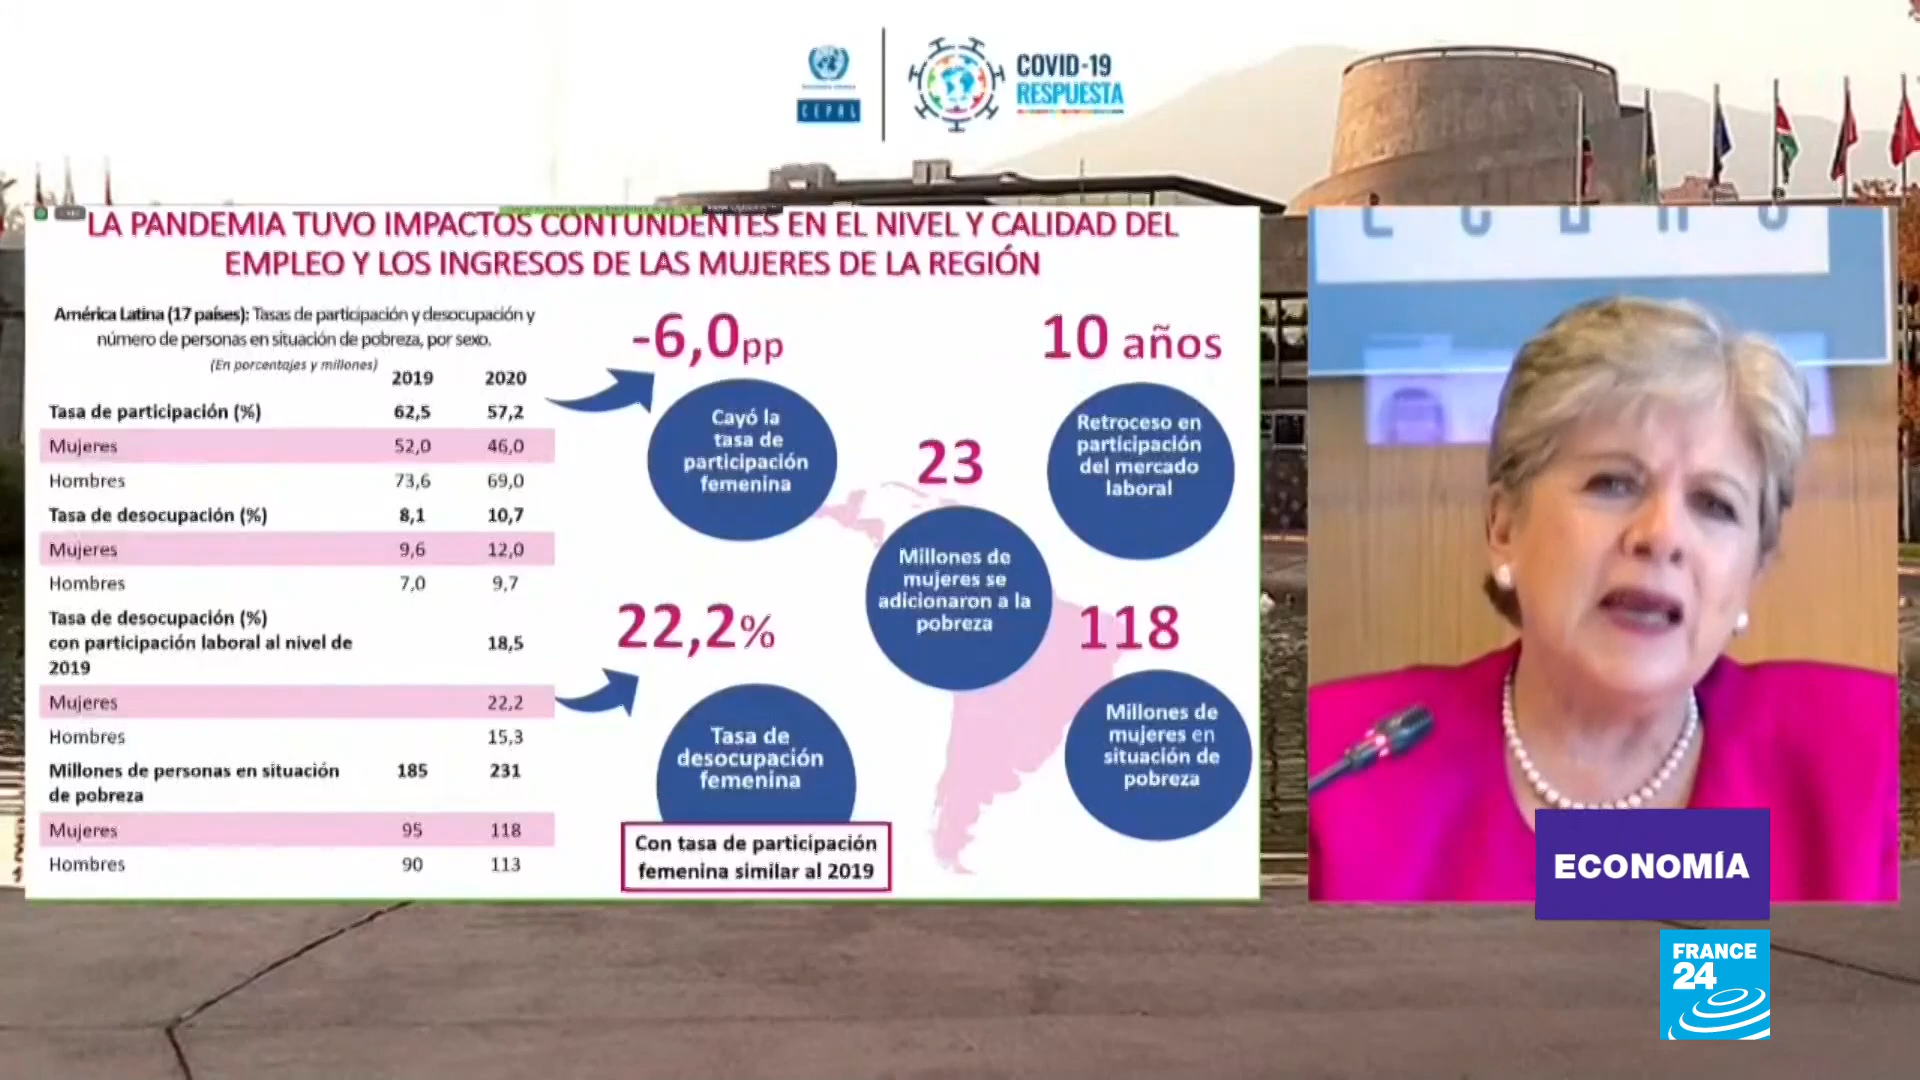 CEPAL
COVID-19
RESPUESTA
LA PANDEMIA TUVO IMPACTOS CONTUNDENTES EN EL NIVEL Y CALIDAD DEL
EMPLEO Y LOS INGRESOS DE LAS MUJERES DE LA REGIÓN
América Latina (17 países): Tasas de participación y desocupación y
número de personas en situación de pobreza, por sexo.
(En porcentajes y millones)
2019 2020
Tasa de participación (%) 62,5 57,2
Mujeres 52,0 46,0
Hombres 73,6 69,0
Tasa de desocupación (%) 8,1 10,7
Mujeres 9,6 12,0
Hombres 7,0 9,7
Tasa de desocupación (%)
con participación laboral al nivel de 18,5
2019
Mujeres 22,2
Hombres 15,3
Millones de personas en situación 185 231
de pobreza
Mujeres 95 118
Hombres 90 113
-6,0pp
Cayó la
tasa de
participación
femenina
10 años
Retroceso en
participación
del mercado
laboral
23
Millones de
mujeres se
adicionaron a la
pobreza
22,2%
Tasa de
desocupación
femenina
Con tasa de participación
femenina similar al 2019
118
Millones de
mujeres en
situación de
pobreza
ECONOMÍA
FRANCE
24